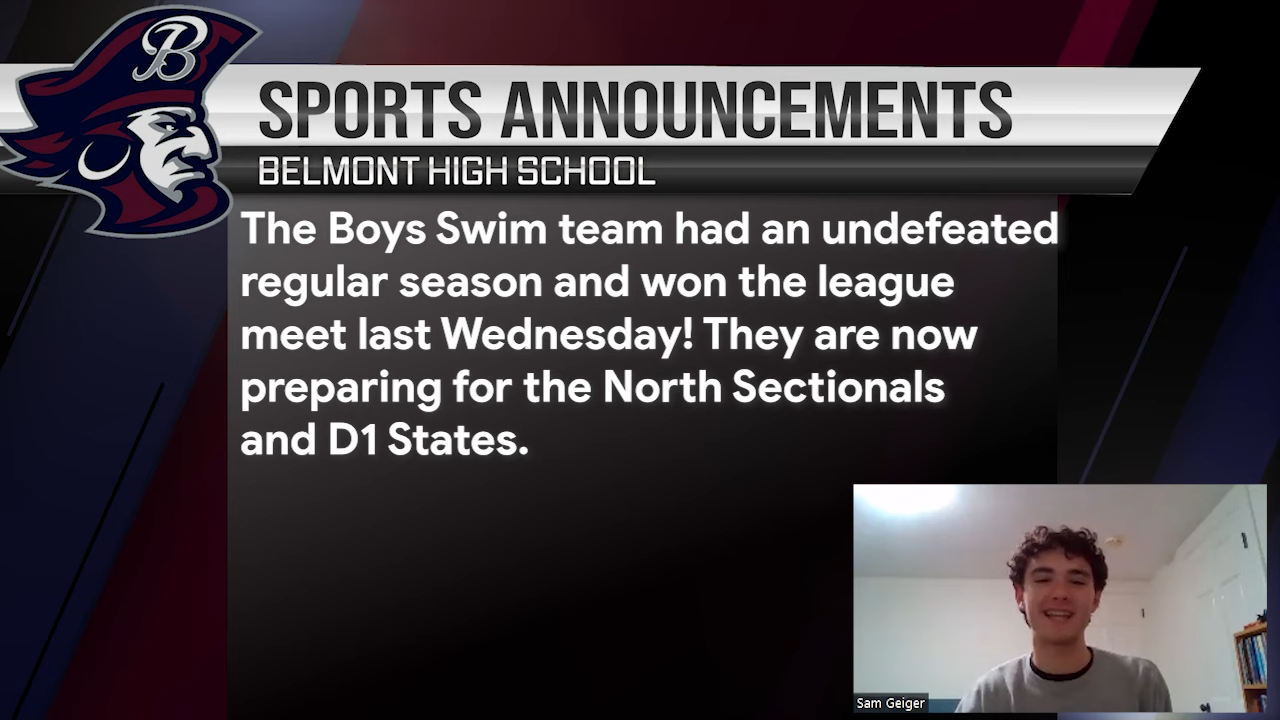 B
SPORTS ANNOUNCEMENTS
BELMONT HIGH SCHOOL
The Boys Swim team had an undefeated
regular season and won the league
meet last Wednesday! They are now
preparing for the North Sectionals
and D1 States.
Sam Geiger